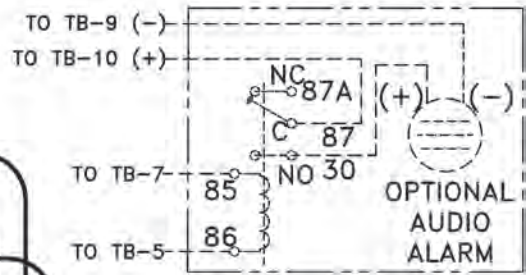 TO TB-9 (-)
TO TB-10 (+)
NC
87A
(+)
(-)
C
87
NO 30
TO TB-7
85
OPTIONAL
AUDIO
ALARM
86
TO TB-5